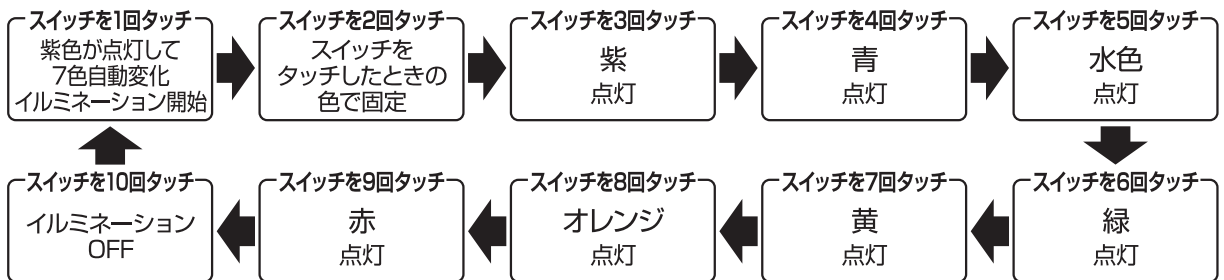 スイッチを1回タッチ
紫色が点灯して
7色自動変化
イルミネーション開始
スイッチを2回タッチ
スイッチを
タッチしたときの
色で固定
スイッチを3回タッチ
紫
点灯
スイッチを4回タッチ
青
点灯
スイッチを5回タッチ
水色
点灯
スイッチを6回タッチ
緑
点灯
スイッチを7回タッチ
黄
点灯
スイッチを8回タッチ
オレンジ
点灯
スイッチを9回タッチ
赤
点灯
スイッチを10回タッチ
イルミネーション
OFF